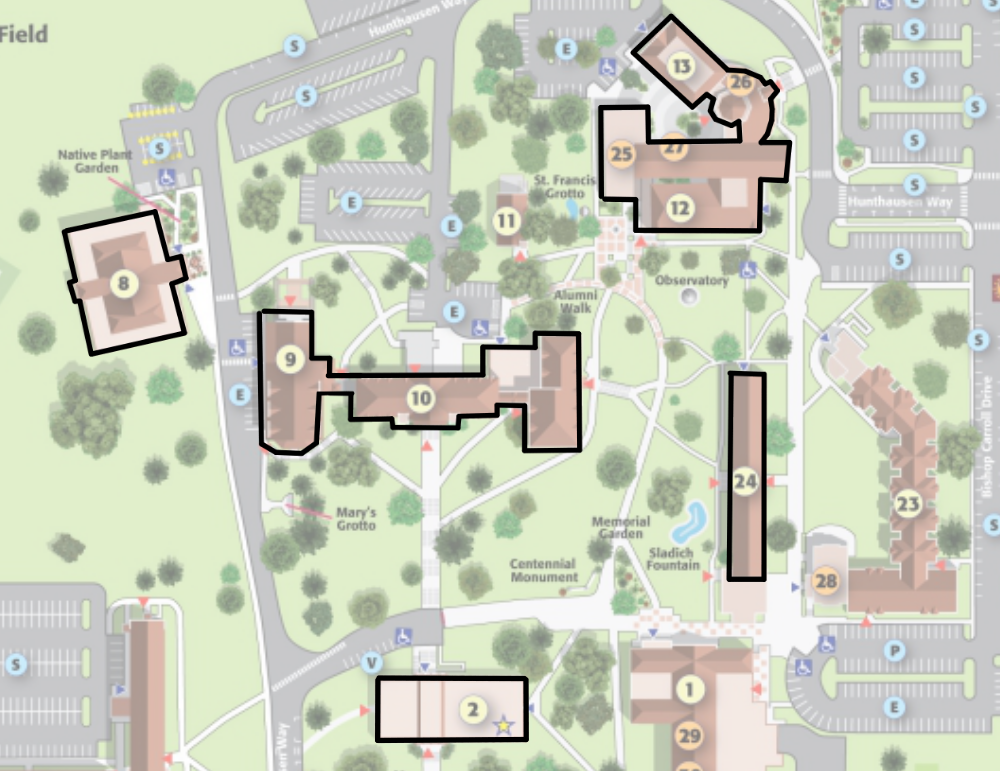 Field
Hunthausen Way
S
E
13
26
S
S
S
S
S
25
27
S
Native Plant
Garden
S
E
11
St. Francis
Grotto
12
S
Hunthausen Way
E
8
S
Observatory
E
Alumni
Walk
S
9
10
E
Bishop Carroll Drive
24
23
Mary's
Grotto
Memorial
Garden
S
Sladich
Fountain
Centennial
Monument
28
S
V
P
1
2
E
29